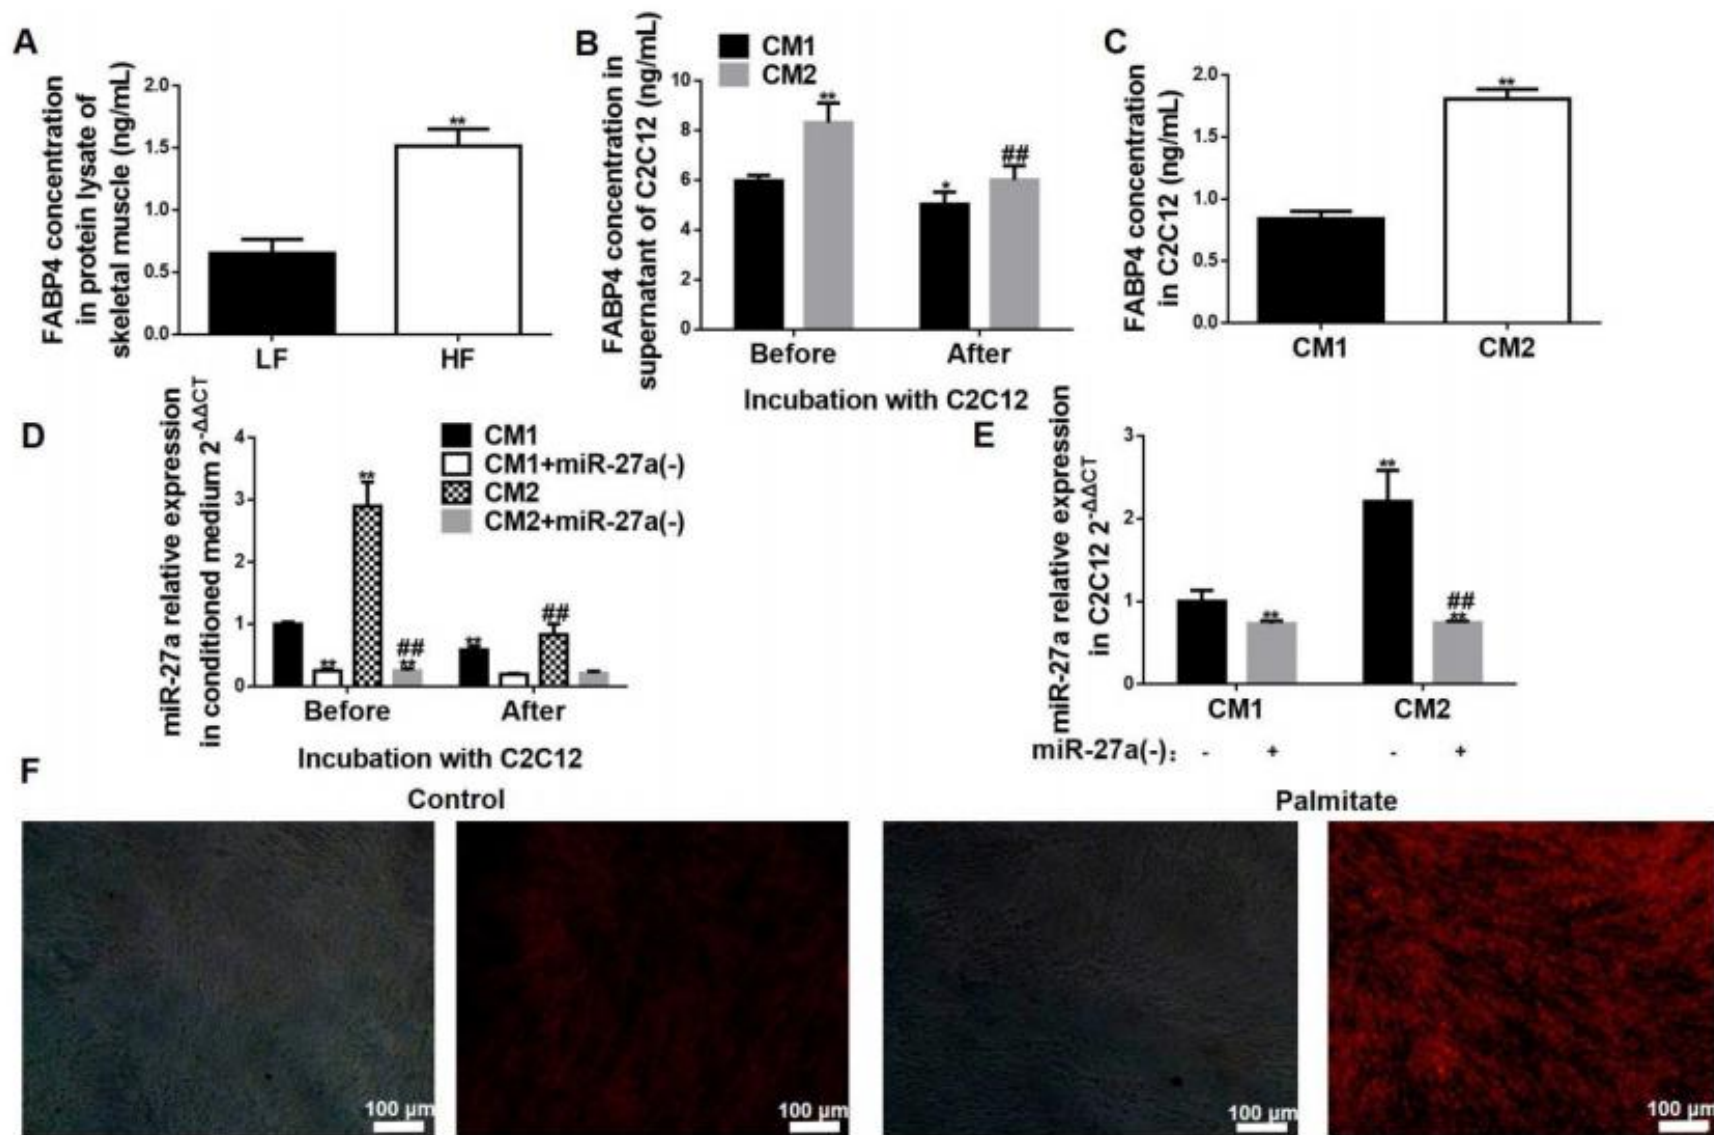 A
FABP4 concentration
in protein lysate of
skeletal muscle (ng/mL)
2.0
1.5
1.0
0.5
0.0
**
LF
HF
B
FABP4 concentration in
supernatant of C2C12 (ng/mL)
CM1
CM2
10
8
6
4
2
0
**
*
##
Before
After
Incubation with C2C12
C
FABP4 concentration
in C2C12 (ng/mL)
2.0
1.5
1.0
0.5
0.0
**
CM1
CM2
D
miR-27a relative expression
in conditioned medium 2-ΔΔCT
4
3
2
1
0
CM1
CM1+miR-27a(-)
CM2
CM2+miR-27a(-)
**
**
##
**
**
##
Before
After
Incubation with C2C12
E
miR-27a relative expression
in C2C12 2-ΔΔCT
3
2
1
0
**
**
##
**
CM1
CM2
miR-27a(-): - + - +
F
Control
Palmitate
100 µm
100 µm
100 µm
100 µm